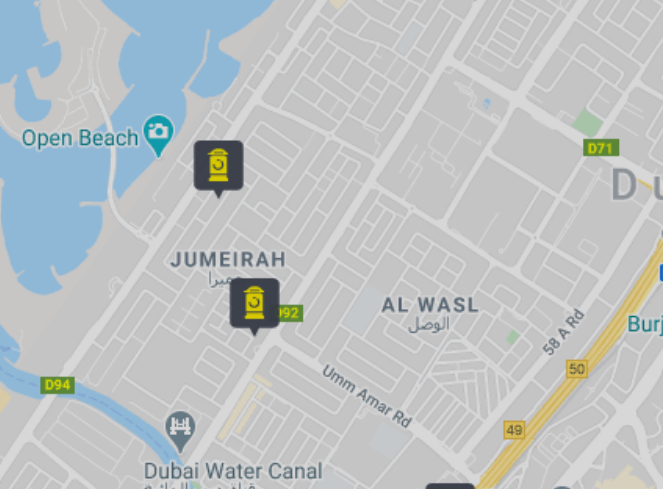 Open Beach
D71
D u
JUMEIRAH
D92
AL WASL
الوصل
58 A Rd
Burj
50
Umm Amar Rd
D94
49
Dubai Water Canal